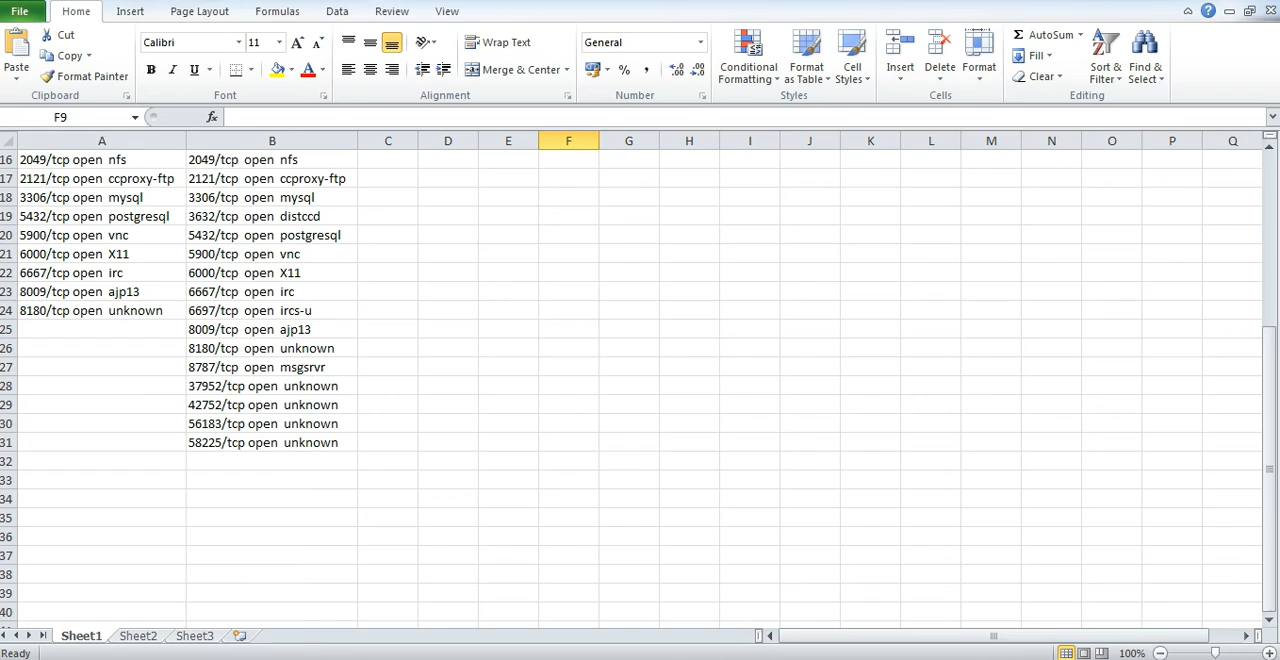 File Home Insert Page Layout Formulas Data Review View
Cut
Copy
Format Painter
Paste
Clipboard
Calibri 11
B I U
Font
Wrap Text
Merge & Center
Alignment
General
Number
Conditional Formatting
Format as Table
Cell Styles
Styles
Insert Delete Format
Cells
AutoSum
Fill
Clear
Sort & Filter
Find & Select
Editing
F9 fx
A B C D E F G H I J K L M N O P Q
16 2049/tcp open nfs 2049/tcp open nfs
17 2121/tcp open ccproxy-ftp 2121/tcp open ccproxy-ftp
18 3306/tcp open mysql 3306/tcp open mysql
19 5432/tcp open postgresql 3632/tcp open distccd
20 5900/tcp open vnc 5432/tcp open postgresql
21 6000/tcp open X11 5900/tcp open vnc
22 6667/tcp open irc 6000/tcp open X11
23 8009/tcp open ajp13 6667/tcp open irc
24 8180/tcp open unknown 6697/tcp open ircs-u
25 8009/tcp open ajp13
26 8180/tcp open unknown
27 8787/tcp open msgsrvr
28 37952/tcp open unknown
29 42752/tcp open unknown
30 56183/tcp open unknown
31 58225/tcp open unknown
32
33
34
35
36
37
38
39
40
Sheet1 Sheet2 Sheet3
Ready 100%